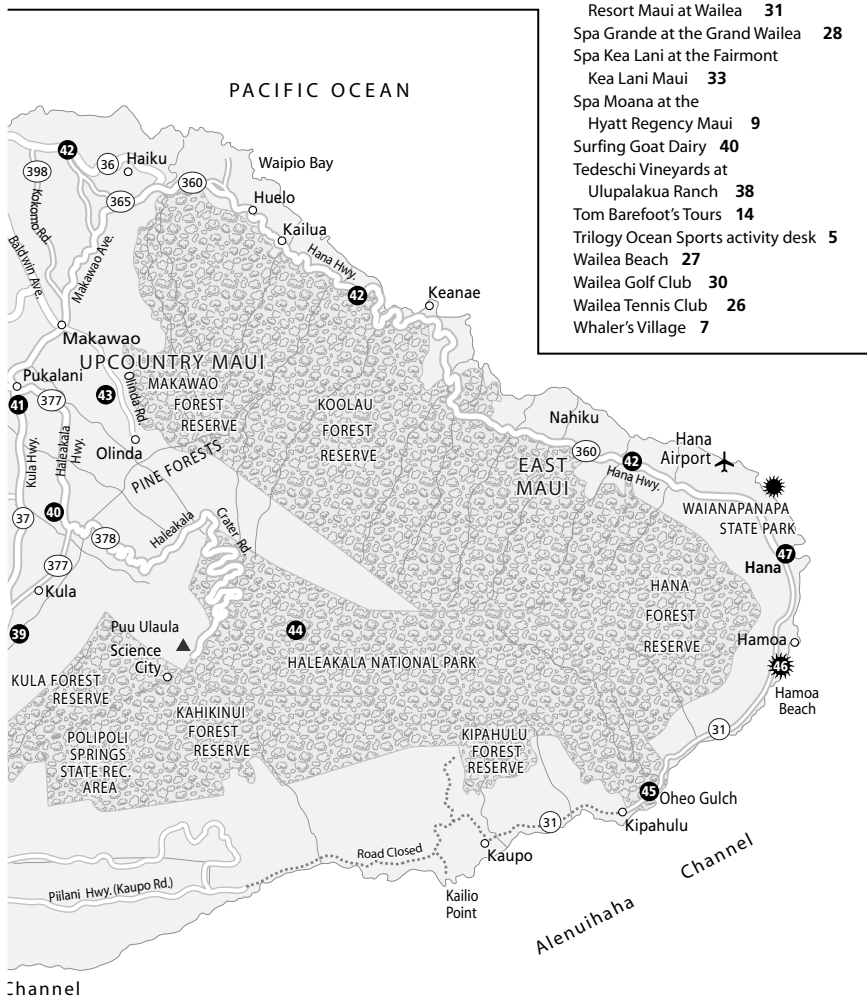 Resort Maui at Wailea 31
Spa Grande at the Grand Wailea 28
Spa Kea Lani at the Fairmont
Kea Lani Maui 33
Spa Moana at the
Hyatt Regency Maui 9
Surfing Goat Dairy 40
Tedeschi Vineyards at
Ulupalakua Ranch 38
Tom Barefoot's Tours 14
Trilogy Ocean Sports activity desk 5
Wailea Beach 27
Wailea Golf Club 30
Wailea Tennis Club 26
Whaler's Village 7
PACIFIC OCEAN
42
36
Haiku
Waipio Bay
398
365
360
Huelo
Kokomo Rd.
Kailua
Baldwin Ave.
Makawao Ave.
Hana Hwy.
42
Keanae
Makawao
UPCOUNTRY MAUI
Pukalani
41
377
43
Olinda Rd
MAKAWAO
FOREST
RESERVE
KOOLAU
FOREST
RESERVE
Nahiku
Kula Hwy.
Haleakala
Hwy.
Olinda
PINE FORESTS
EAST
MAUI
360
42
Hana Hwy.
Hana
Airport
WAIANAPANAPA
STATE PARK
40
37
378
Haleakala
Crater Rd.
377
Kula
47
Hana
HANA
FOREST
RESERVE
39
Puu Ulaula
Science
City
44
HALEAKALA NATIONAL PARK
Hamoa
46
Hamoa
Beach
KULA FOREST
RESERVE
KAHIKINUI
FOREST
RESERVE
POLIPOLI
SPRINGS
STATE REC.
AREA
KIPAHULU
FOREST
RESERVE
31
45
Oheo Gulch
Kipahulu
31
Kaupo
Road Closed
Piilani Hwy. (Kaupo Rd.)
Kailio
Point
Alenuihaha Channel
Channel